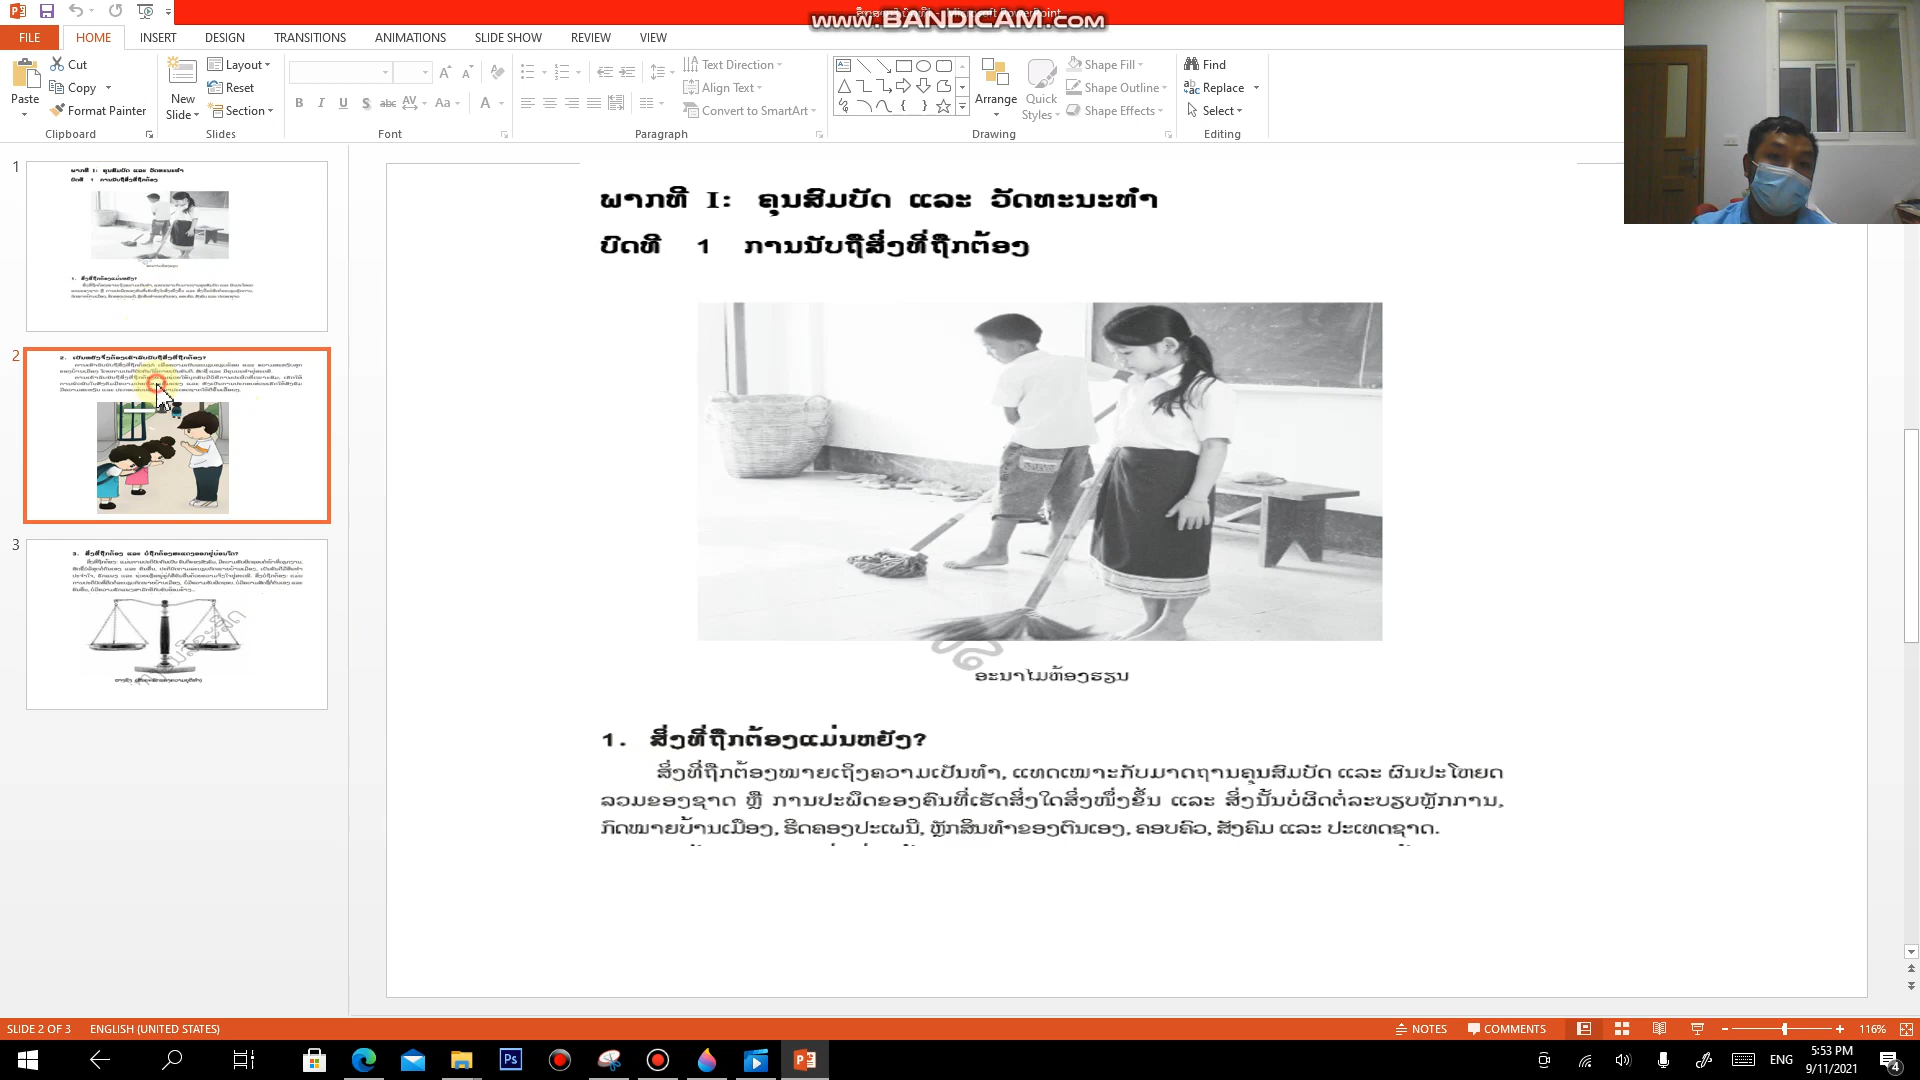 www.BANDICAM.com
FILE HOME INSERT DESIGN TRANSITIONS ANIMATIONS SLIDE SHOW REVIEW VIEW
Paste Cut Copy Format Painter
New Slide Layout Reset Section
Text Direction Align Text Convert to SmartArt
Arrange Quick Styles Shape Fill Shape Outline Shape Effects
Find Replace Select
Clipboard Slides Font Paragraph Drawing Editing
1
2
3
ພາກທີ I: ຄຸນສົມບັດ ແລະ ວັດທະນະທຳ
ບົດທີ 1 ການນັບຖືສິ່ງທີ່ຖືກຕ້ອງ
ອະນາໄມຫ້ອງຮຽນ
1. ສິ່ງທີ່ຖືກຕ້ອງແມ່ນຫຍັງ?
ສິ່ງທີ່ຖືກຕ້ອງໝາຍເຖິງຄວາມເປັນທຳ, ແທດເໝາະກັບມາດຖານຄຸນສົມບັດ ແລະ ຜົນປະໂຫຍດ
ລວມຂອງຊາດ ຫຼື ການປະພຶດຂອງຄົນທີ່ເຮັດສິ່ງໃດສິ່ງໜຶ່ງຂຶ້ນ ແລະ ສິ່ງນັ້ນບໍ່ຜິດຕໍ່ລະບຽບຫຼັກການ,
ກົດໝາຍບ້ານເມືອງ, ຮີດຄອງປະເພນີ, ຫຼັກສິນທຳຂອງຕົນເອງ, ຄອບຄົວ, ສັງຄົມ ແລະ ປະເທດຊາດ.
SLIDE 2 OF 3 ENGLISH (UNITED STATES) NOTES COMMENTS 116%
ENG 5:53 PM
9/11/2021